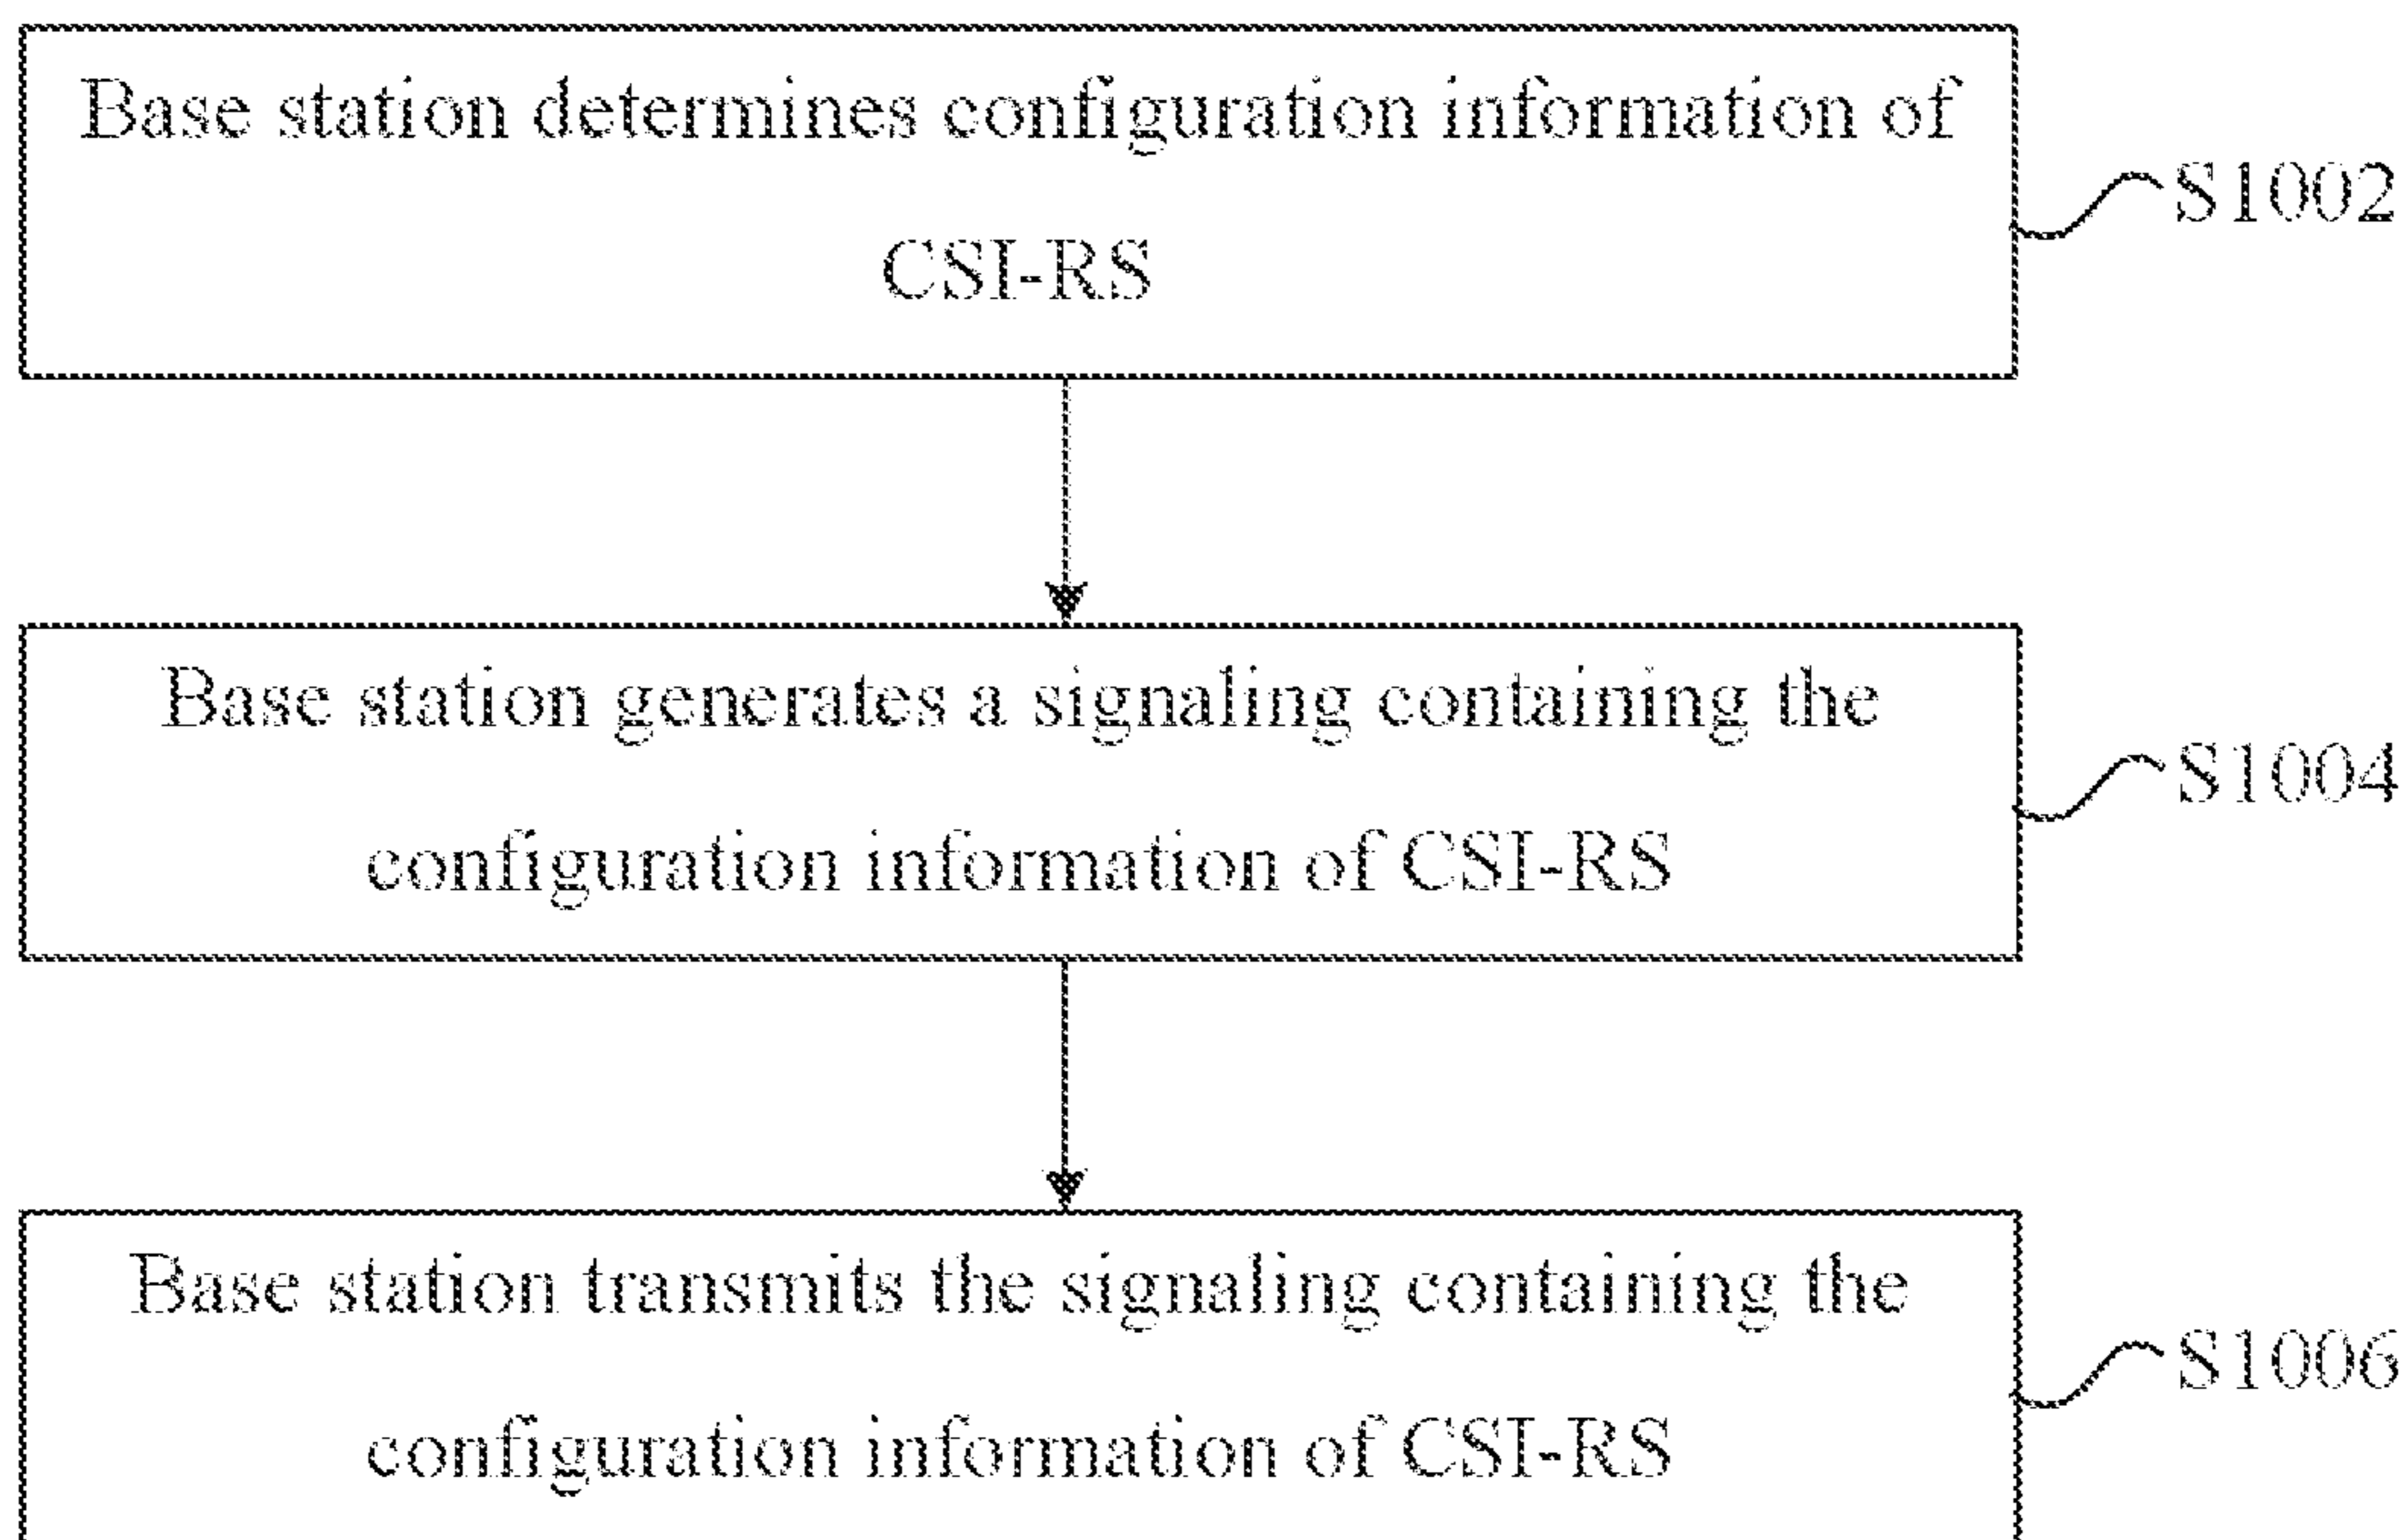 Base station determines configuration information of
CSI-RS
S1002
Base station generates a signaling containing the
configuration information of CSI-RS
S1004
Base station transmits the signaling containing the
configuration information of CSI-RS
S1006